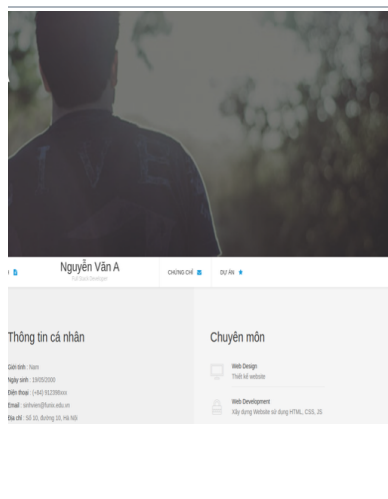 Nguyễn Văn A
Full Stack Developer
CHỨNG CHỈ
DỰ ÁN
Thông tin cá nhân
Giới tính : Nam
Ngày sinh : 19/05/2000
Điện thoại : (+84) 912398xxx
Email : sinhvien@funix.edu.vn
Địa chỉ : Số 10, đường 10, Hà Nội
Chuyên môn
Web Design
Thiết kế website
Web Development
Xây dựng Website sử dụng HTML, CSS, JS